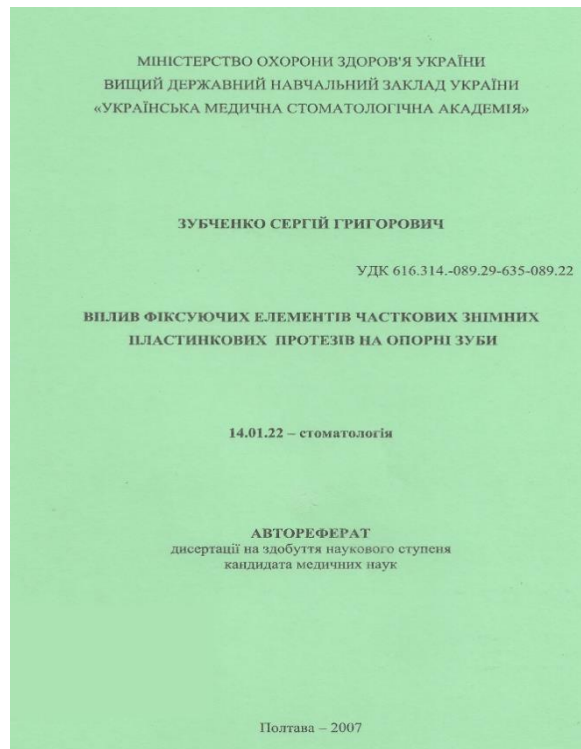 МІНІСТЕРСТВО ОХОРОНИ ЗДОРОВ'Я УКРАЇНИ
ВИЩИЙ ДЕРЖАВНИЙ НАВЧАЛЬНИЙ ЗАКЛАД УКРАЇНИ
«УКРАЇНСЬКА МЕДИЧНА СТОМАТОЛОГІЧНА АКАДЕМІЯ»
ЗУБЧЕНКО СЕРГІЙ ГРИГОРОВИЧ
УДК 616.314.-089.29-635-089.22
ВПЛИВ ФІКСУЮЧИХ ЕЛЕМЕНТІВ ЧАСТКОВИХ ЗНІМНИХ
ПЛАСТИНКОВИХ ПРОТЕЗІВ НА ОПОРНІ ЗУБИ
14.01.22 – стоматологія
АВТОРЕФЕРАТ
дисертації на здобуття наукового ступеня
кандидата медичних наук
Полтава – 2007